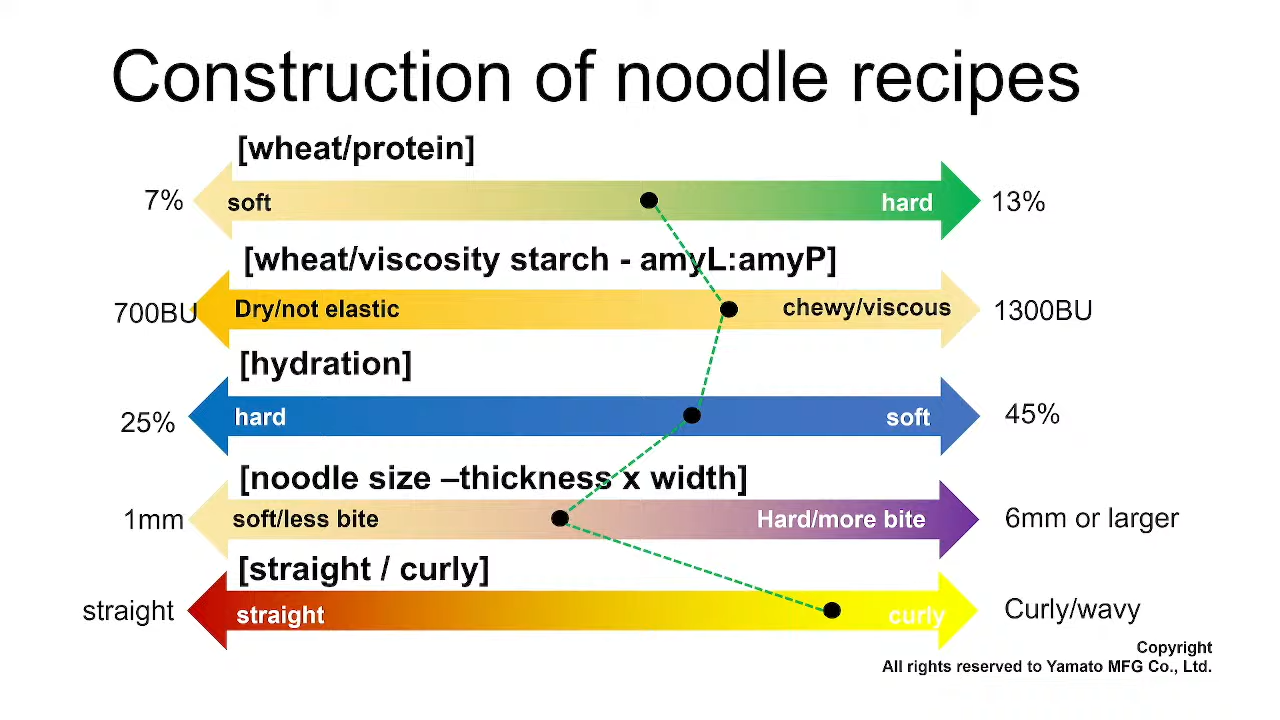 Construction of noodle recipes
[wheat/protein]
7% soft hard 13%
[wheat/viscosity starch - amyL:amyP]
700BU Dry/not elastic chewy/viscous 1300BU
[hydration]
25% hard soft 45%
[noodle size –thickness x width]
1mm soft/less bite Hard/more bite 6mm or larger
[straight / curly]
straight straight curly Curly/wavy
Copyright
All rights reserved to Yamato MFG Co., Ltd.